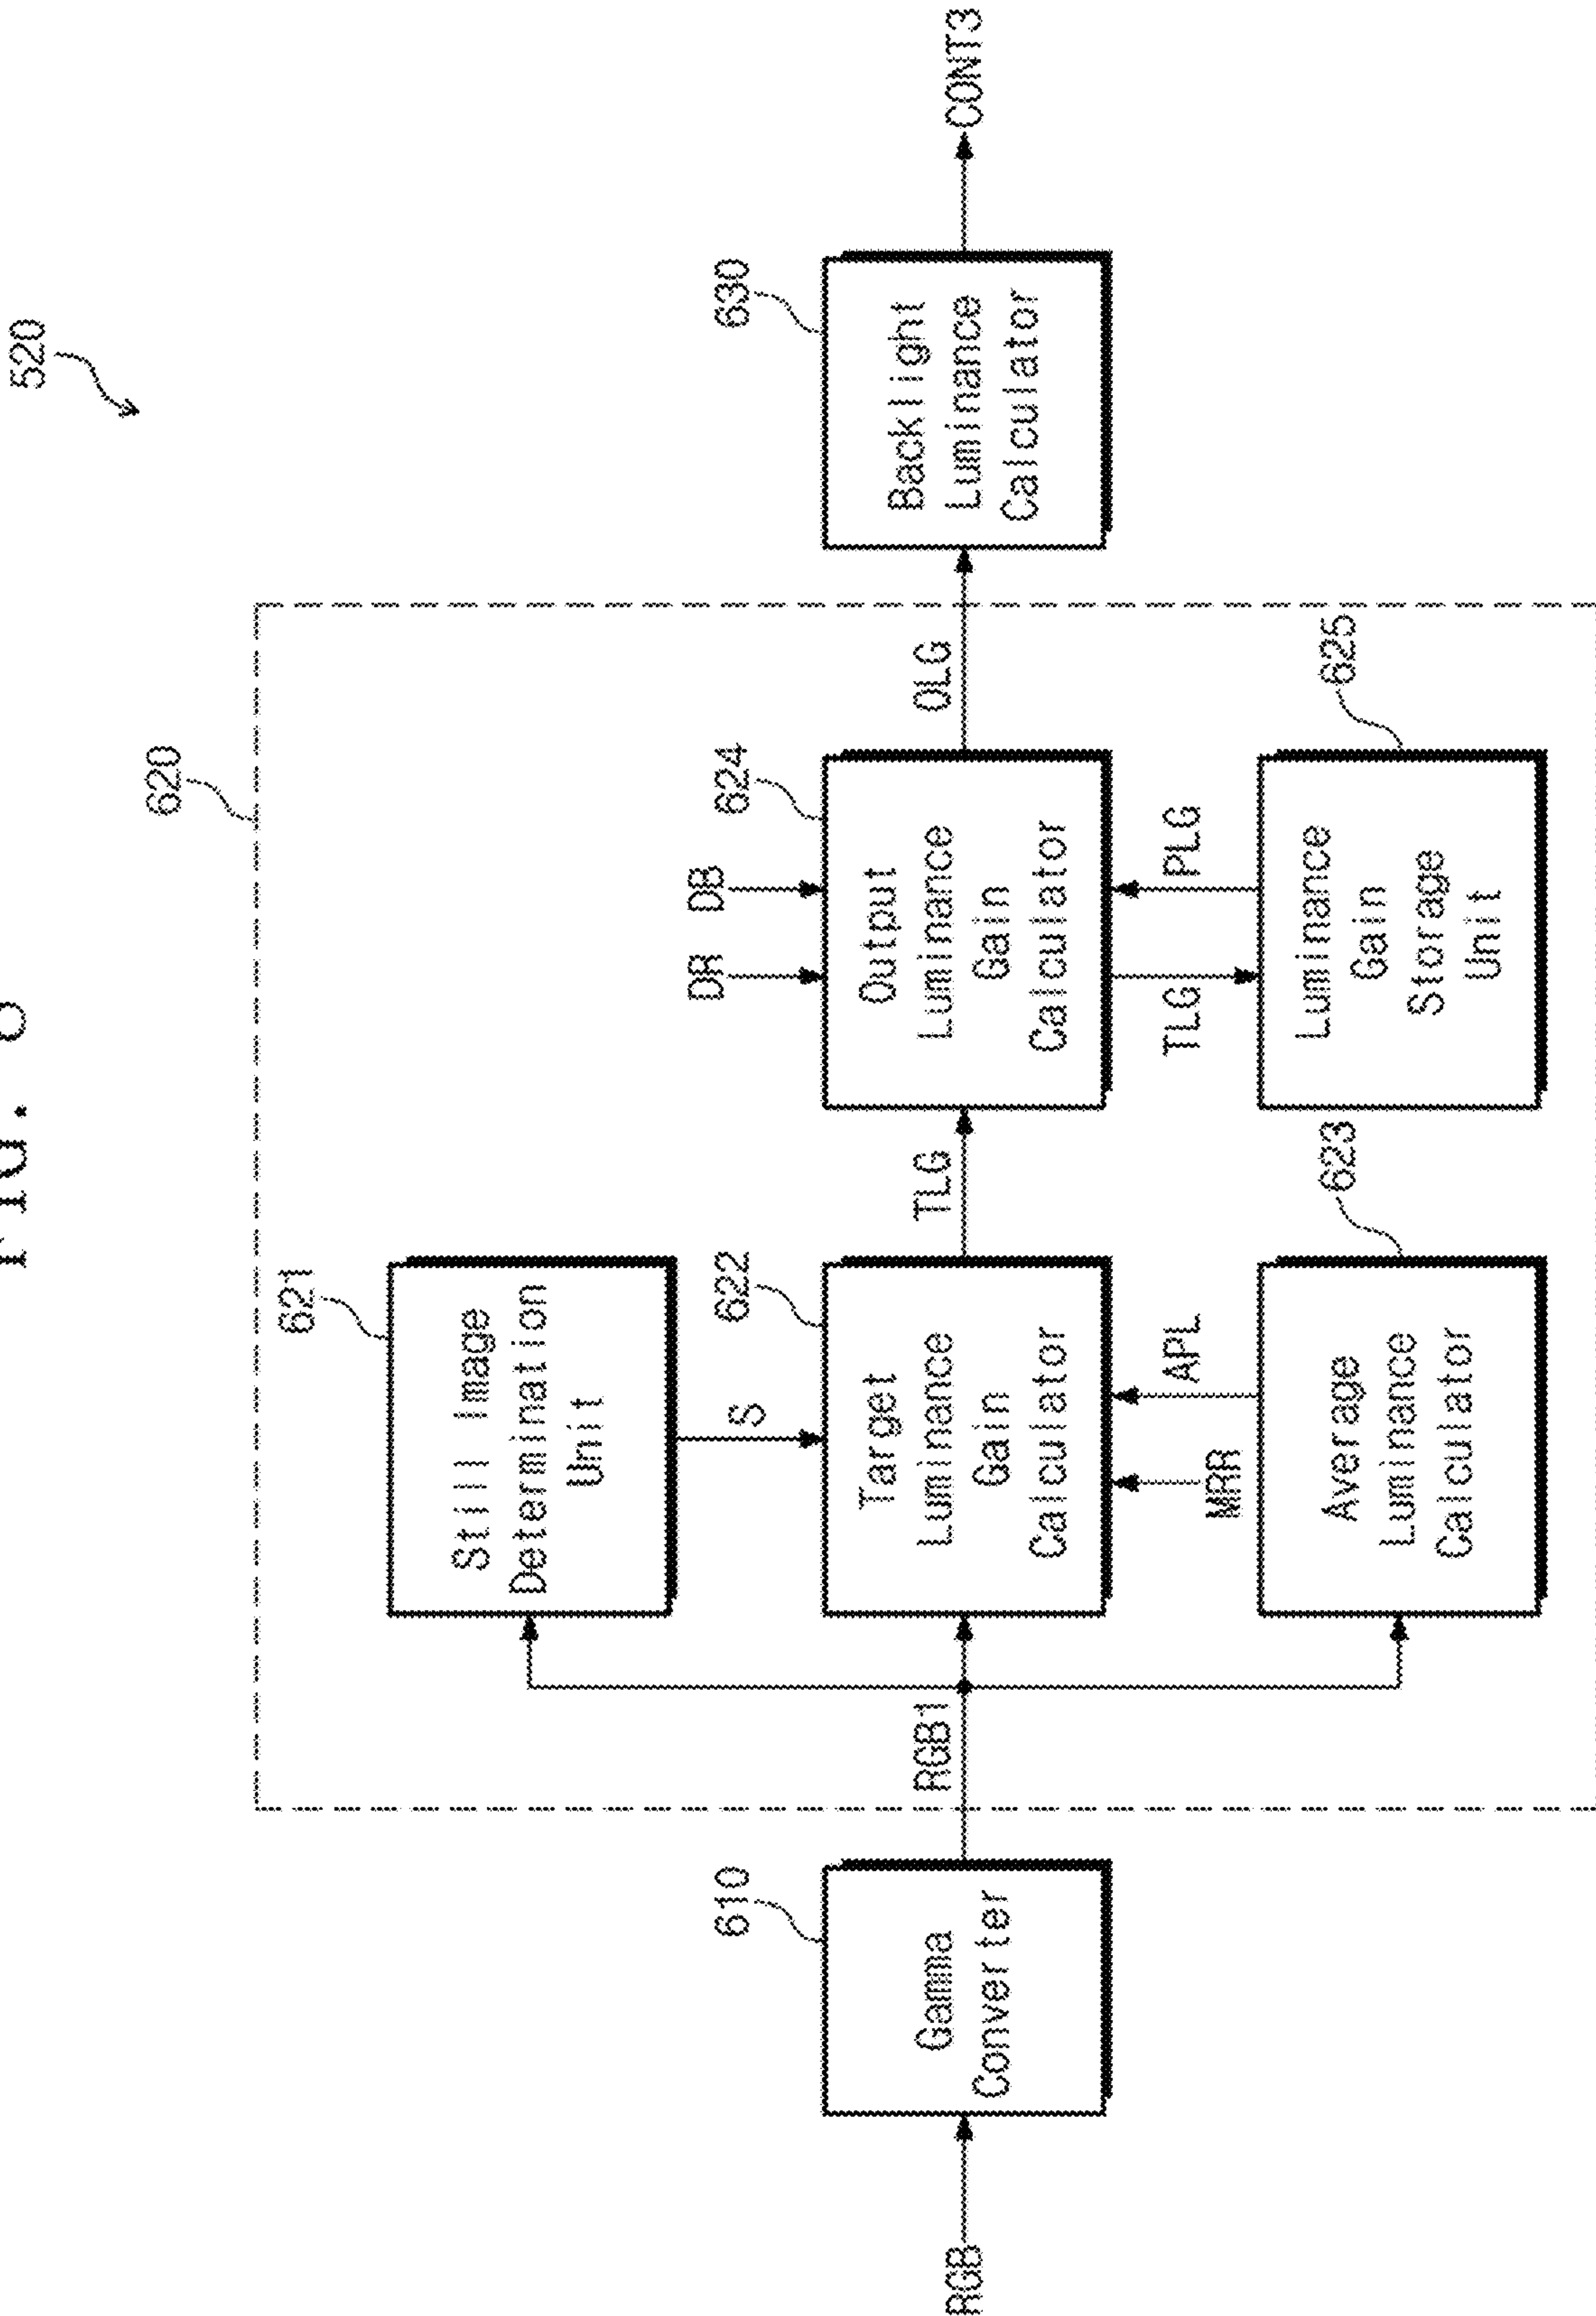 520
620
621
Still Image
Determination
Unit
S
RGB
610
Gamma
Converter
RGB1
622
Target
Luminance
Gain
Calculator
TLG
DR
DB
624
Output
Luminance
Gain
Calculator
OLG
630
Backlight
Luminance
Calculator
CONT3
MRR
APL
TLG
PLG
623
Average
Luminance
Calculator
625
Luminance
Gain
Storage
Unit